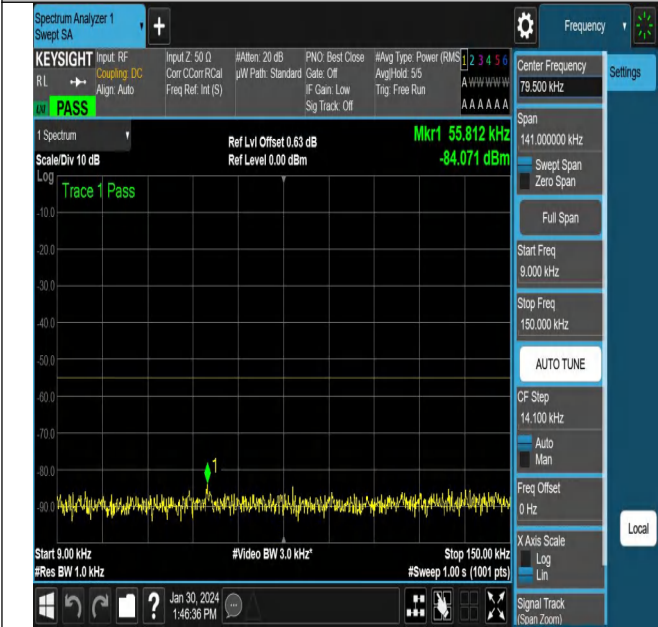 Spectrum Analyzer 1
Swept SA
+
Frequency
KEYSIGHT
Input: RF
Coupling: DC
Align: Auto
Input Z: 50 Ω
Corr CCorr RCal
Freq Ref: Int (S)
#Atten: 20 dB
µW Path: Standard
PNO: Best Close
Gate: Off
IF Gain: Low
Sig Track: Off
#Avg Type: Power (RMS
Avg|Hold: 5/5
Trig: Free Run
1 2 3 4 5 6
A W W W W W
A A A A A A
R L
PASS
1 Spectrum
Scale/Div 10 dB
Log
Ref Lvl Offset 0.63 dB
Ref Level 0.00 dBm
Mkr1 55.812 kHz
-84.071 dBm
Trace 1 Pass
-10.0
-20.0
-30.0
-40.0
-50.0
-60.0
-70.0
-80.0
-90.0
1
Start 9.00 kHz
#Res BW 1.0 kHz
#Video BW 3.0 kHz*
Stop 150.00 kHz
#Sweep 1.00 s (1001 pts)
?
Jan 30, 2024
1:46:36 PM
Center Frequency
79.500 kHz
Settings
Span
141.000000 kHz
Swept Span
Zero Span
Full Span
Start Freq
9.000 kHz
Stop Freq
150.000 kHz
AUTO TUNE
CF Step
14.100 kHz
Auto
Man
Freq Offset
0 Hz
X Axis Scale
Log
Lin
Local
Signal Track
(Span Zoom)